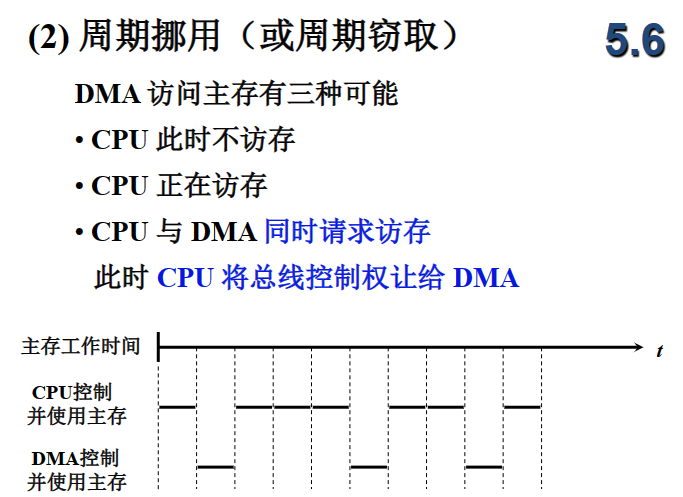 (2) 周期挪用（或周期窃取）
5.6
DMA 访问主存有三种可能
• CPU 此时不访存
• CPU 正在访存
• CPU 与 DMA 同时请求访存
此时 CPU 将总线控制权让给 DMA
主存工作时间
t
CPU控制
并使用主存
DMA控制
并使用主存